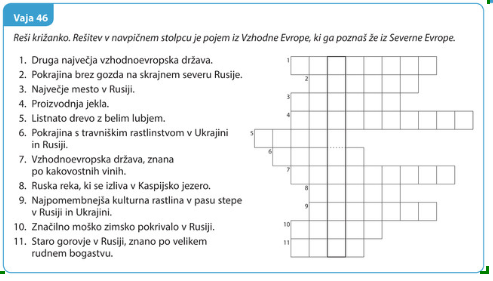 Vaja 46
Reši križanko. Rešitev v navpičnem stolpcu je pojem iz Vzhodne Evrope, ki ga poznaš že iz Severne Evrope.
1. Druga največja vzhodnoevropska država.
2. Pokrajina brez gozda na skrajnem severu Rusije.
3. Največje mesto v Rusiji.
4. Proizvodnja jekla.
5. Listnato drevo z belim lubjem.
6. Pokrajina s travniškim rastlinstvom v Ukrajini
in Rusiji.
7. Vzhodnoevropska država, znana
po kakovostnih vinih.
8. Ruska reka, ki se izliva v Kaspijsko jezero.
9. Najpomembnejša kulturna rastlina v pasu stepe
v Rusiji in Ukrajini.
10. Značilno moško zimsko pokrivalo v Rusiji.
11. Staro gorovje v Rusiji, znano po velikem
rudnem bogastvu.
1
2
3
4
5
6
7
8
9
10
11